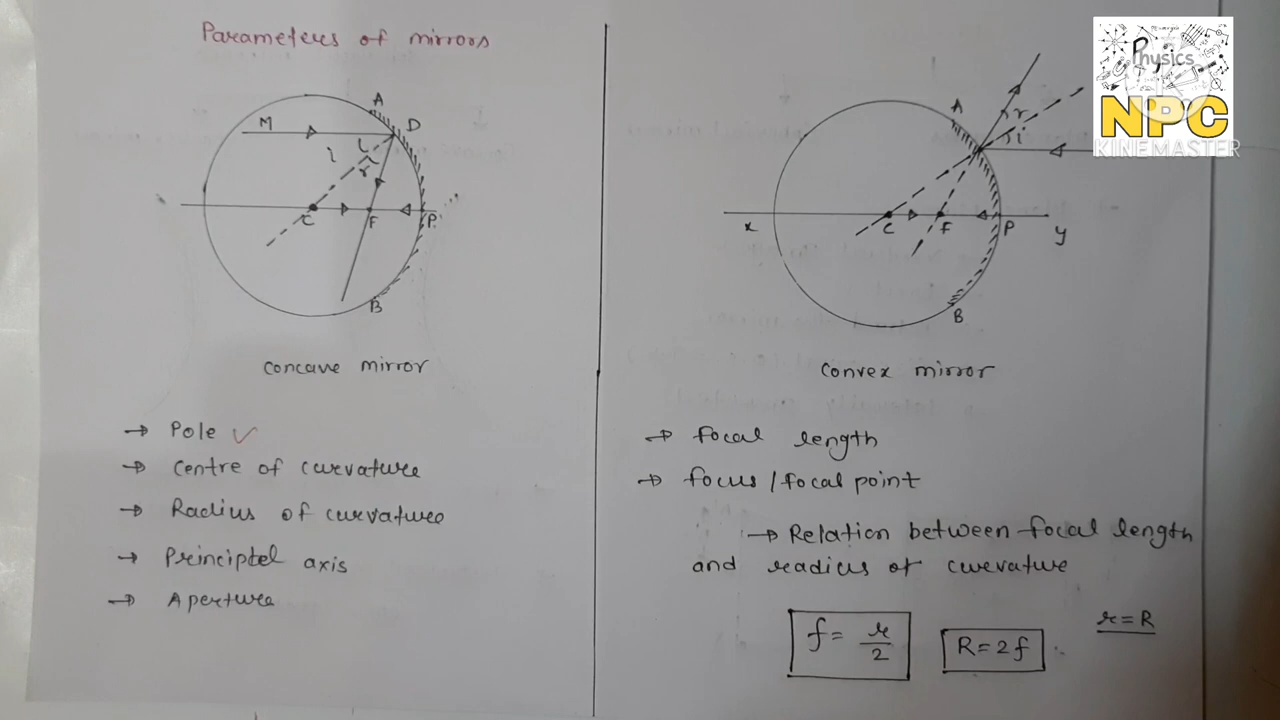 Parameters of mirrors
A
M
D
i
i
r
C
F
P
B
concave mirror
→ Pole ✓
→ Centre of curvature
→ Radius of curvature
→ Principtel axis
→ Aperture
A
r
i
x
C
F
P
y
B
convex mirror
→ focal length
→ focus / focal point
→ Relation between focal length
and radius of curvature
f = r/2
R = 2f
r = R
Physics
NPC
KINEMASTER